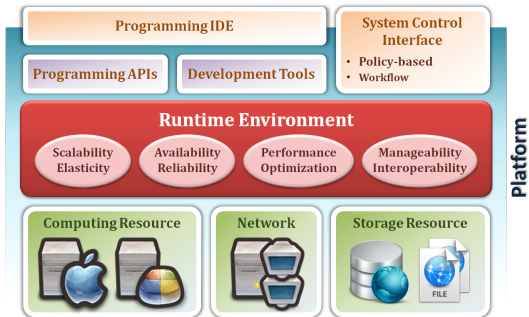 Programming IDE
System Control
Interface
• Policy-based
• Workflow
Programming APIs
Development Tools
Runtime Environment
Scalability
Elasticity
Availability
Reliability
Performance
Optimization
Manageability
Interoperability
Platform
Computing Resource
Network
Storage Resource
FILE